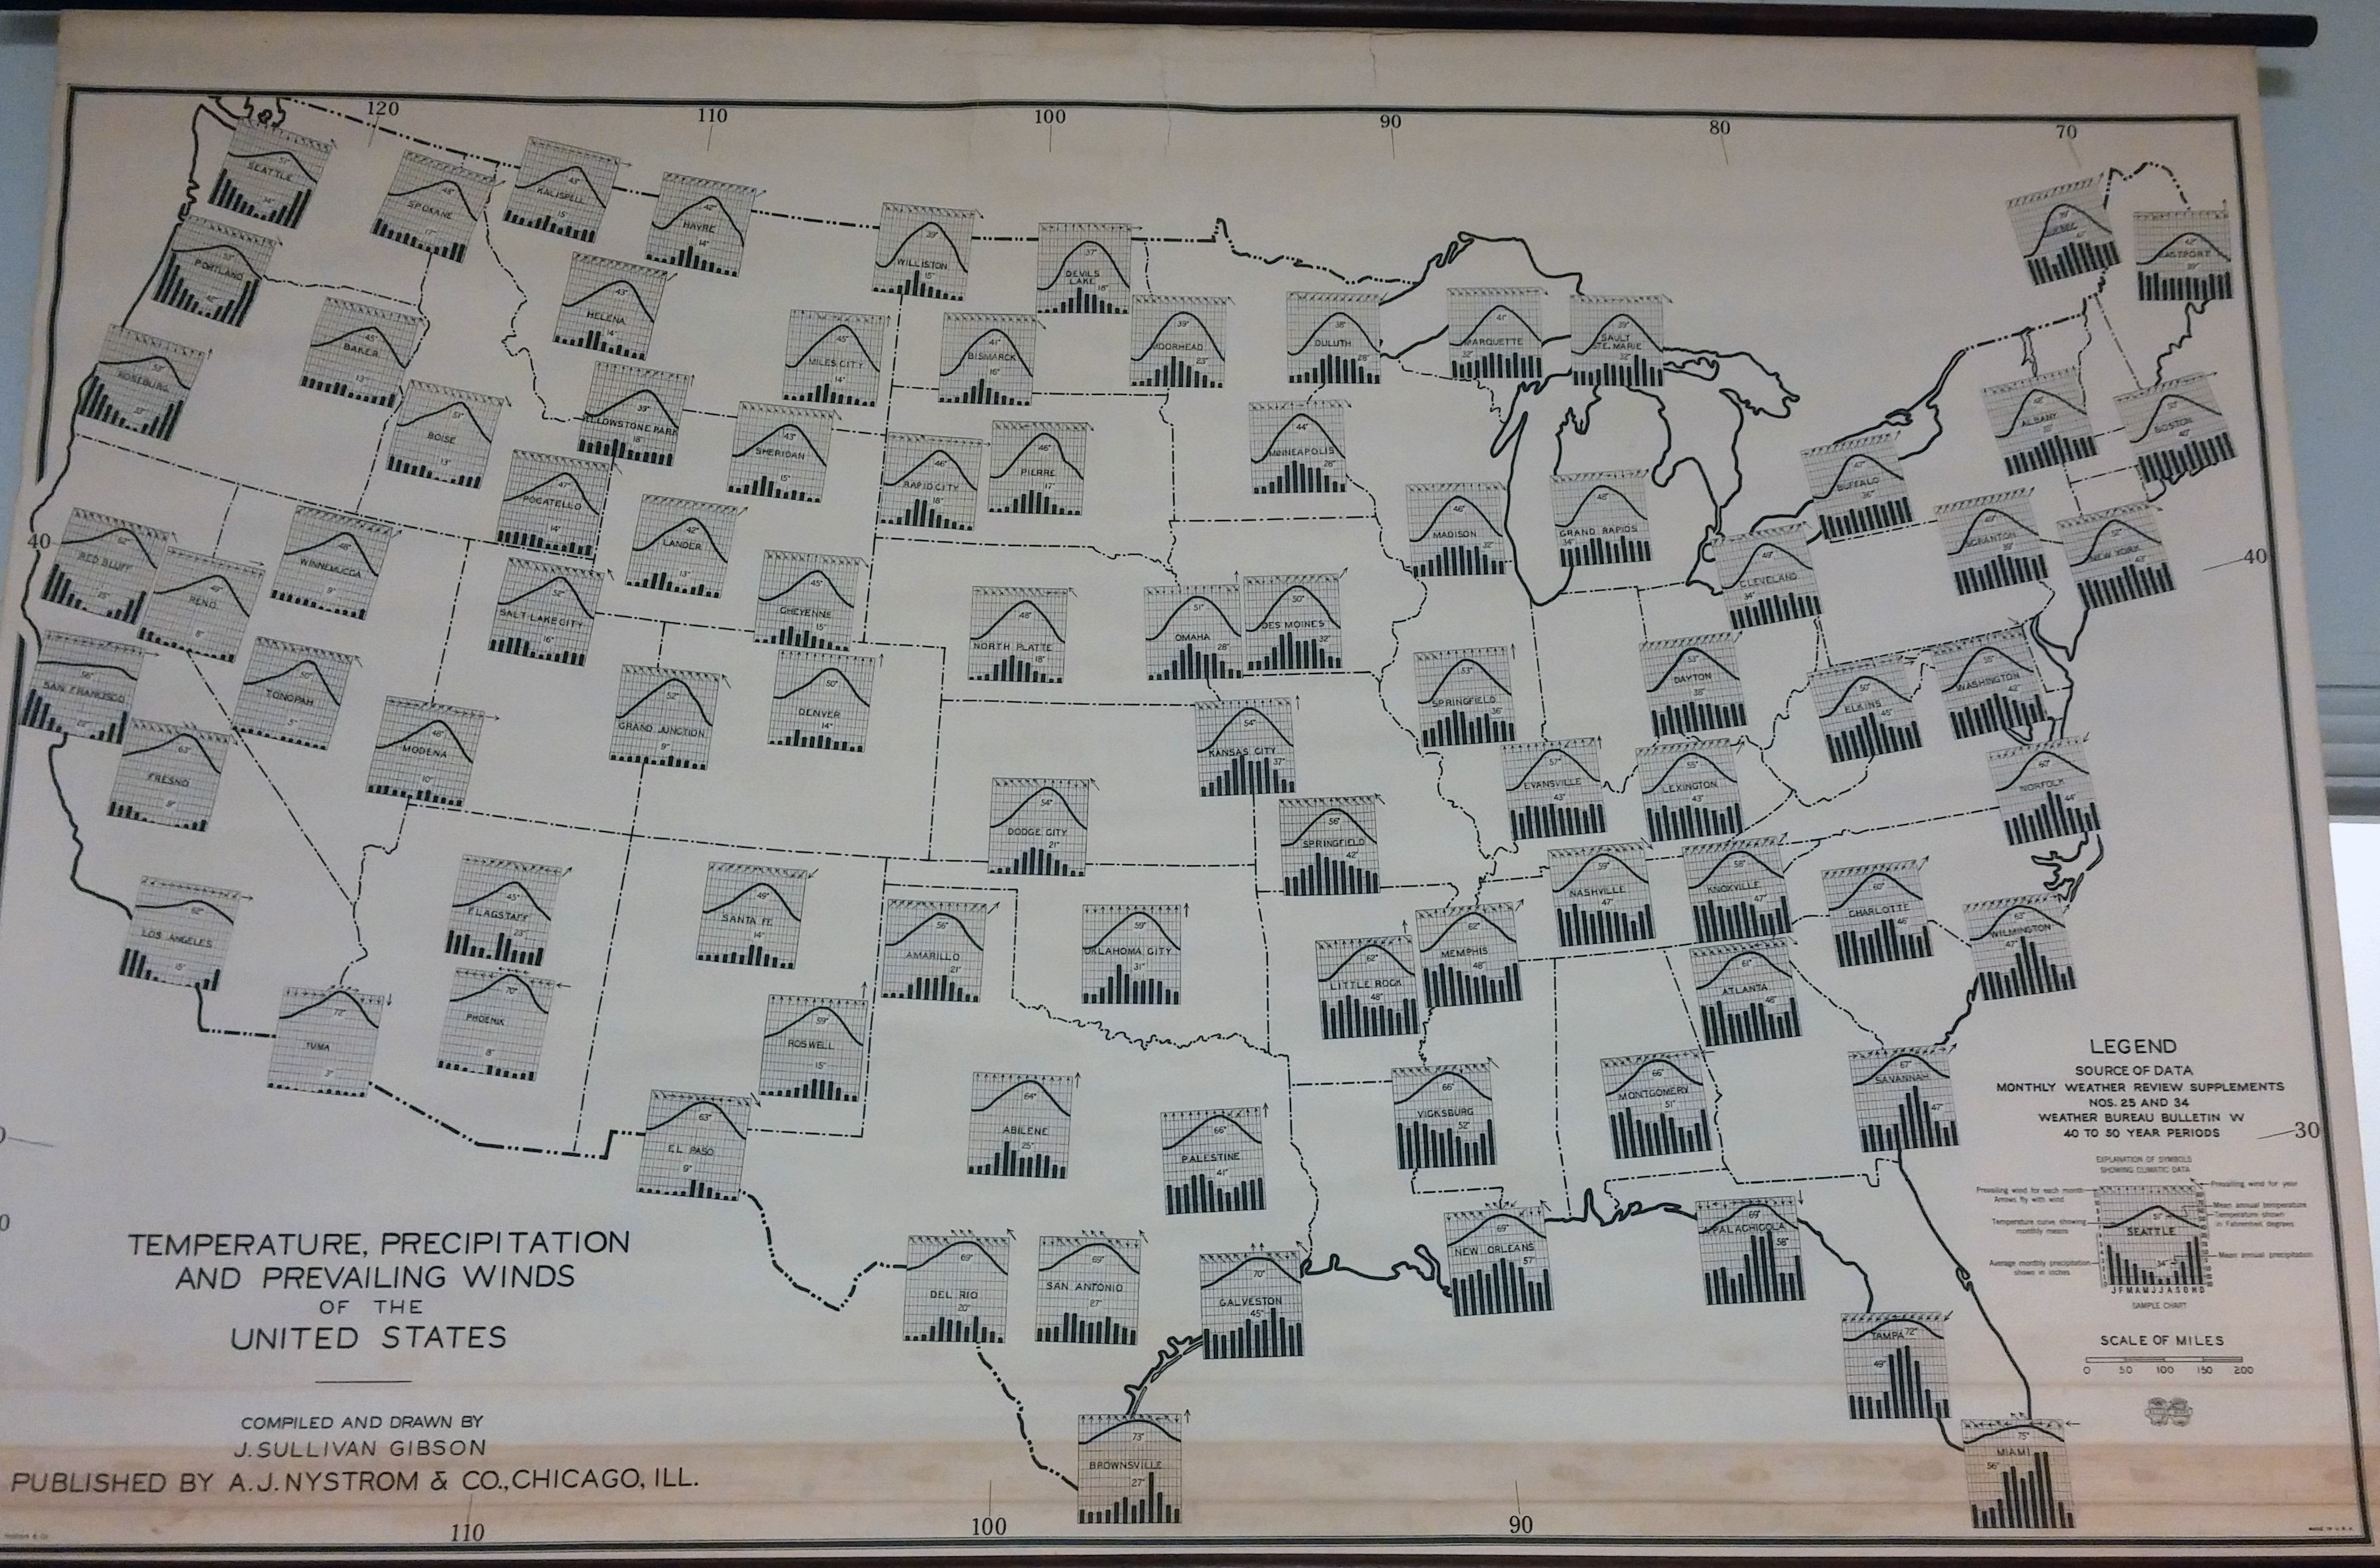 120
110
100
90
80
70
SEATTLE
51°
34"
SPOKANE
48°
17"
KALISPELL
43°
15"
HAVRE
42°
14"
WILLISTON
39°
15"
DEVILS
LAKE
37°
18"
EASTPORT
42°
39"
PORTLAND
53°
42"
HELENA
43°
14"
ROSEBURG
53°
33"
BAKER
45°
13"
MILES CITY
45°
14"
BISMARCK
41°
16"
MOORHEAD
39°
23"
DULUTH
38°
28"
MARQUETTE
41°
32"
SAULT
STE. MARIE
39°
32"
BOISE
51°
13"
YELLOWSTONE PARK
39°
18"
SHERIDAN
43°
15"
RAPID CITY
46°
18"
PIERRE
46°
17"
MINNEAPOLIS
44°
28"
ALBANY
BOSTON
50°
40"
POCATELLO
47°
14"
LANDER
42°
13"
MADISON
46°
32"
GRAND RAPIDS
48°
34"
BUFFALO
47°
36"
40
RED BLUFF
62°
25"
RENO
49°
8"
WINNEMUCCA
48°
9"
SALT LAKE CITY
52°
16"
CHEYENNE
45°
15"
CLEVELAND
49°
34"
SCRANTON
49°
39"
NEW YORK
52°
43"
40
NORTH PLATTE
48°
18"
OMAHA
51°
28"
DES MOINES
50°
32"
SAN FRANCISCO
56°
22"
TONOPAH
50°
5"
MODENA
48°
10"
GRAND JUNCTION
52°
9"
DENVER
50°
14"
SPRINGFIELD
53°
36"
DAYTON
53°
38"
ELKINS
50°
45"
WASHINGTON
55°
42"
FRESNO
63°
9"
KANSAS CITY
54°
37"
EVANSVILLE
57°
43"
LEXINGTON
55°
43"
NORFOLK
60°
44"
DODGE CITY
54°
21"
SPRINGFIELD
56°
42"
NASHVILLE
59°
47"
KNOXVILLE
58°
47"
CHARLOTTE
60°
46"
WILMINGTON
63°
47"
LOS ANGELES
62°
15"
FLAGSTAFF
45°
23"
SANTA FE
49°
14"
AMARILLO
56°
21"
OKLAHOMA CITY
59°
31"
LITTLE ROCK
62°
48"
MEMPHIS
62°
48"
ATLANTA
61°
48"
YUMA
72°
3"
PHOENIX
70°
8"
ROSWELL
59°
15"
EL PASO
63°
9"
ABILENE
64°
25"
PALESTINE
66°
41"
VICKSBURG
66°
52"
MONTGOMERY
66°
51"
SAVANNAH
67°
47"
LEGEND
SOURCE OF DATA
MONTHLY WEATHER REVIEW SUPPLEMENTS
NOS. 25 AND 34
WEATHER BUREAU BULLETIN W
40 TO 50 YEAR PERIODS
30
EXPLANATION OF SYMBOLS
SHOWING CLIMATIC DATA
Prevailing wind for each month
Arrows fly with wind
Prevailing wind for year
Mean annual temperature
Temperature shown
in Fahrenheit degrees
Temperature curve showing
monthly means
51°
SEATTLE
34"
Mean annual precipitation
Average monthly precipitation
shown in inches
J F M A M J J A S O N D
SAMPLE CHART
SCALE OF MILES
0 50 100 150 200
DEL RIO
69°
20"
SAN ANTONIO
69°
27"
GALVESTON
70°
45"
NEW ORLEANS
69°
57"
APALACHICOLA
69°
58"
TAMPA
72°
49"
BROWNSVILLE
73°
27"
MIAMI
75°
56"
TEMPERATURE, PRECIPITATION
AND PREVAILING WINDS
OF THE
UNITED STATES
COMPILED AND DRAWN BY
J. SULLIVAN GIBSON
PUBLISHED BY A. J. NYSTROM & CO., CHICAGO, ILL.
110
100
90
MADE IN U.S.A.